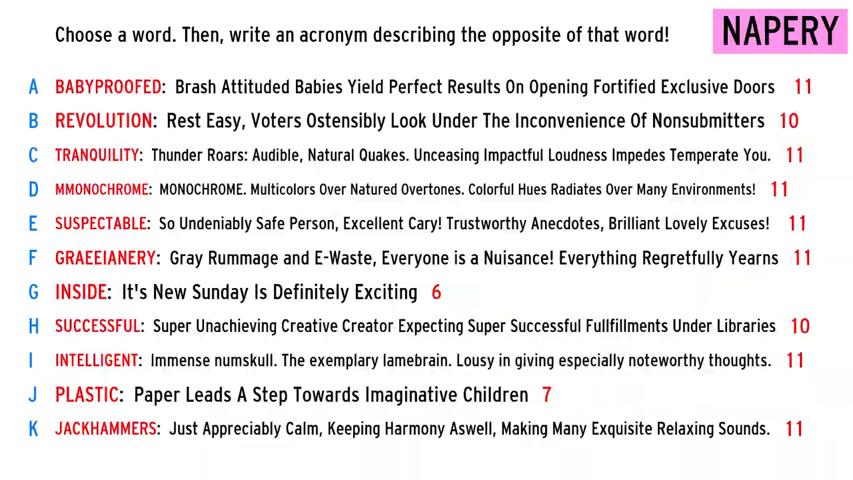 Choose a word. Then, write an acronym describing the opposite of that word!
NAPERY
A BABYPROOFED: Brash Attituded Babies Yield Perfect Results On Opening Fortified Exclusive Doors 11
B REVOLUTION: Rest Easy, Voters Ostensibly Look Under The Inconvenience Of Nonsubmitters 10
C TRANQUILITY: Thunder Roars: Audible, Natural Quakes. Unceasing Impactful Loudness Impedes Temperate You. 11
D MMONOCHROME: MONOCHROME. Multicolors Over Natured Overtones. Colorful Hues Radiates Over Many Environments! 11
E SUSPECTABLE: So Undeniably Safe Person, Excellent Cary! Trustworthy Anecdotes, Brilliant Lovely Excuses! 11
F GRAEEIANERY: Gray Rummage and E-Waste, Everyone is a Nuisance! Everything Regretfully Yearns 11
G INSIDE: It's New Sunday Is Definitely Exciting 6
H SUCCESSFUL: Super Unachieving Creative Creator Expecting Super Successful Fullfillments Under Libraries 10
I INTELLIGENT: Immense numskull. The exemplary lamebrain. Lousy in giving especially noteworthy thoughts. 11
J PLASTIC: Paper Leads A Step Towards Imaginative Children 7
K JACKHAMMERS: Just Appreciably Calm, Keeping Harmony Aswell, Making Many Exquisite Relaxing Sounds. 11